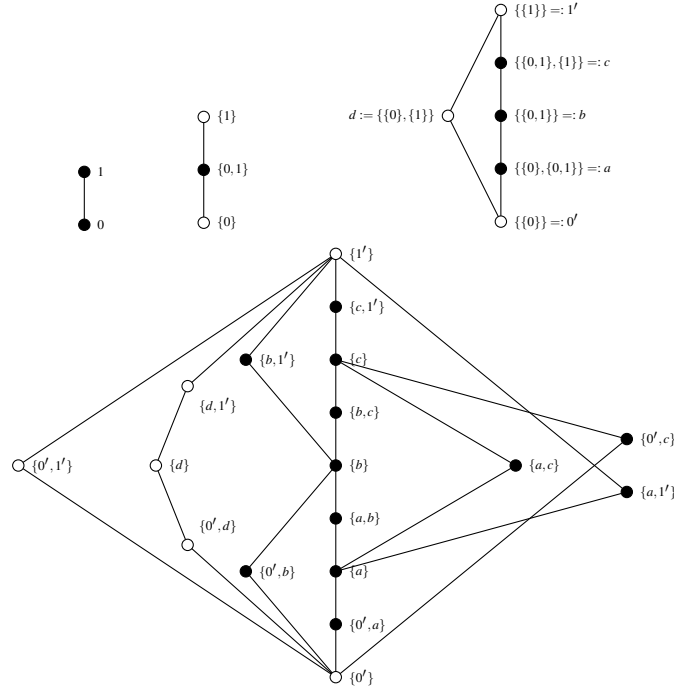 {{1}} =: 1′
{{0,1},{1}} =: c
{1}
d := {{0},{1}}
{{0,1}} =: b
1
{0,1}
{{0},{0,1}} =: a
0
{0}
{{0}} =: 0′
{1′}
{c,1′}
{b,1′}
{c}
{d,1′}
{b,c}
{0′,c}
{0′,1′}
{d}
{b}
{a,c}
{a,1′}
{a,b}
{0′,d}
{0′,b}
{a}
{0′,a}
{0′}